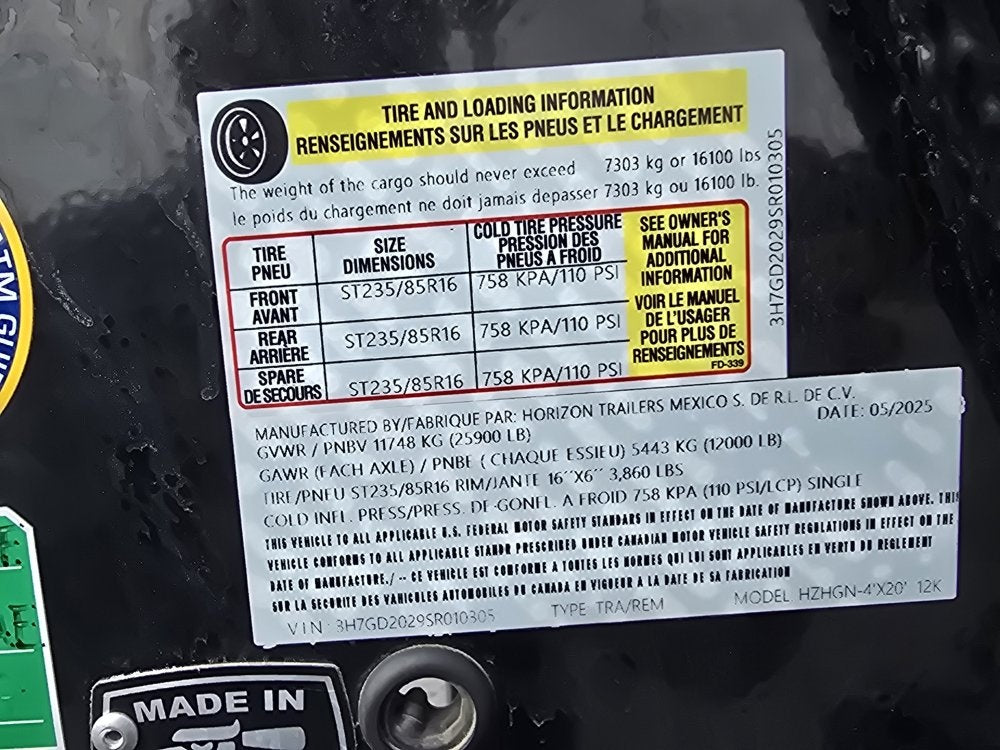 TIRE AND LOADING INFORMATION
RENSEIGNEMENTS SUR LES PNEUS ET LE CHARGEMENT
The weight of the cargo should never exceed 7303 kg or 16100 lbs
le poids du chargement ne doit jamais depasser 7303 kg ou 16100 lb.
TIRE PNEU SIZE DIMENSIONS COLD TIRE PRESSURE PRESSION DES PNEUS A FROID
FRONT AVANT ST235/85R16 758 KPA/110 PSI
REAR ARRIÈRE ST235/85R16 758 KPA/110 PSI
SPARE DE SECOURS ST235/85R16 758 KPA/110 PSI
SEE OWNER'S
MANUAL FOR
ADDITIONAL
INFORMATION
VOIR LE MANUEL
DE L'USAGER
POUR PLUS DE
RENSEIGNEMENTS
FD-339
3H7GD2029SR010305
MANUFACTURED BY/FABRIQUE PAR: HORIZON TRAILERS MEXICO S. DE R.L. DE C.V.
GVWR / PNBV 11748 KG (25900 LB) DATE: 05/2025
GAWR (EACH AXLE) / PNBE ( CHAQUE ESSIEU) 5443 KG (12000 LB)
TIRE/PNEU ST235/85R16 RIM/JANTE 16´´X6´´ 3,860 LBS
COLD INFL. PRESS/PRESS. DE-GONFL. A FROID 758 KPA (110 PSI/LCP) SINGLE
THIS VEHICLE TO ALL APPLICABLE U.S. FEDERAL MOTOR SAFETY STANDARS IN EFFECT ON THE DATE OF MANUFACTURE SHOWN ABOVE. THIS
VEHICLE CONFORMS TO ALL APPLICABLE STANDR PRESCRIBED UNDER CANADIAN MOTOR VEHICLE SAFETY REGULATIONS IN EFFECT ON THE
DATE OF MANUFACTURE./ -- CE VEHICLE EST CONFORME A TOUTES LES NORMES QUI LUI SONT APPLICABLES EN VERTU DU REGLEMENT
SUR LA SECURITE DES VAHICULES AUTOMOBILES DU CANADA EN VIGUEUR A LA DATE DE SA FABRICATION
VIN: 3H7GD2029SR010305 TYPE: TRA/REM MODEL: HZHGN-4'X20' 12K
MADE IN